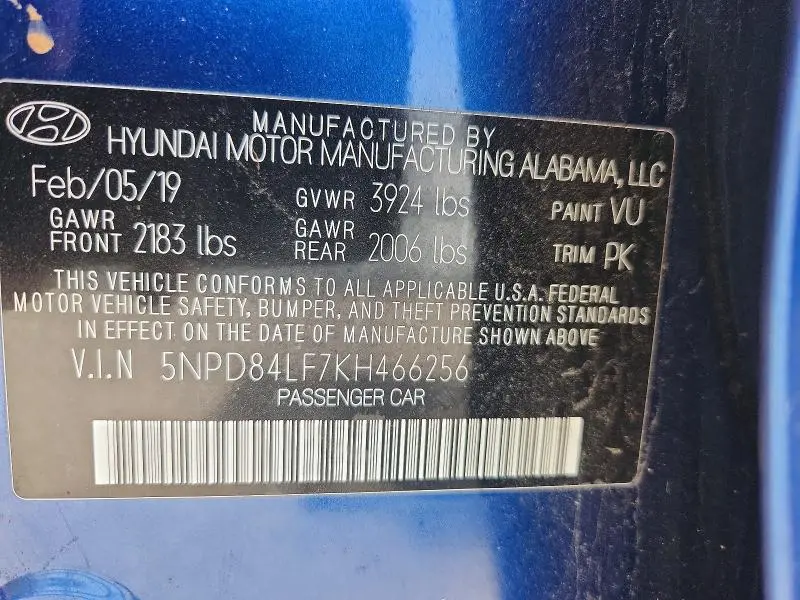 MANUFACTURED BY
HYUNDAI MOTOR MANUFACTURING ALABAMA, LLC
Feb/05/19 GVWR 3924 lbs PAINT VU
GAWR FRONT 2183 lbs GAWR REAR 2006 lbs TRIM PK
THIS VEHICLE CONFORMS TO ALL APPLICABLE U.S.A. FEDERAL
MOTOR VEHICLE SAFETY, BUMPER, AND THEFT PREVENTION STANDARDS
IN EFFECT ON THE DATE OF MANUFACTURE SHOWN ABOVE
V.I.N 5NPD84LF7KH466256
PASSENGER CAR